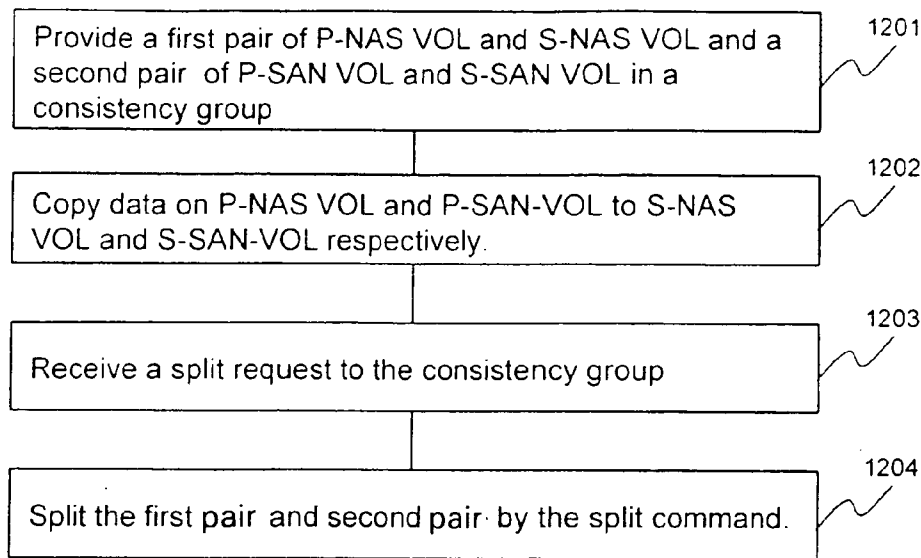 Provide a first pair of P-NAS VOL and S-NAS VOL and a
second pair of P-SAN VOL and S-SAN VOL in a
consistency group
1201
Copy data on P-NAS VOL and P-SAN-VOL to S-NAS
VOL and S-SAN-VOL respectively.
1202
Receive a split request to the consistency group
1203
Split the first pair and second pair by the split command.
1204